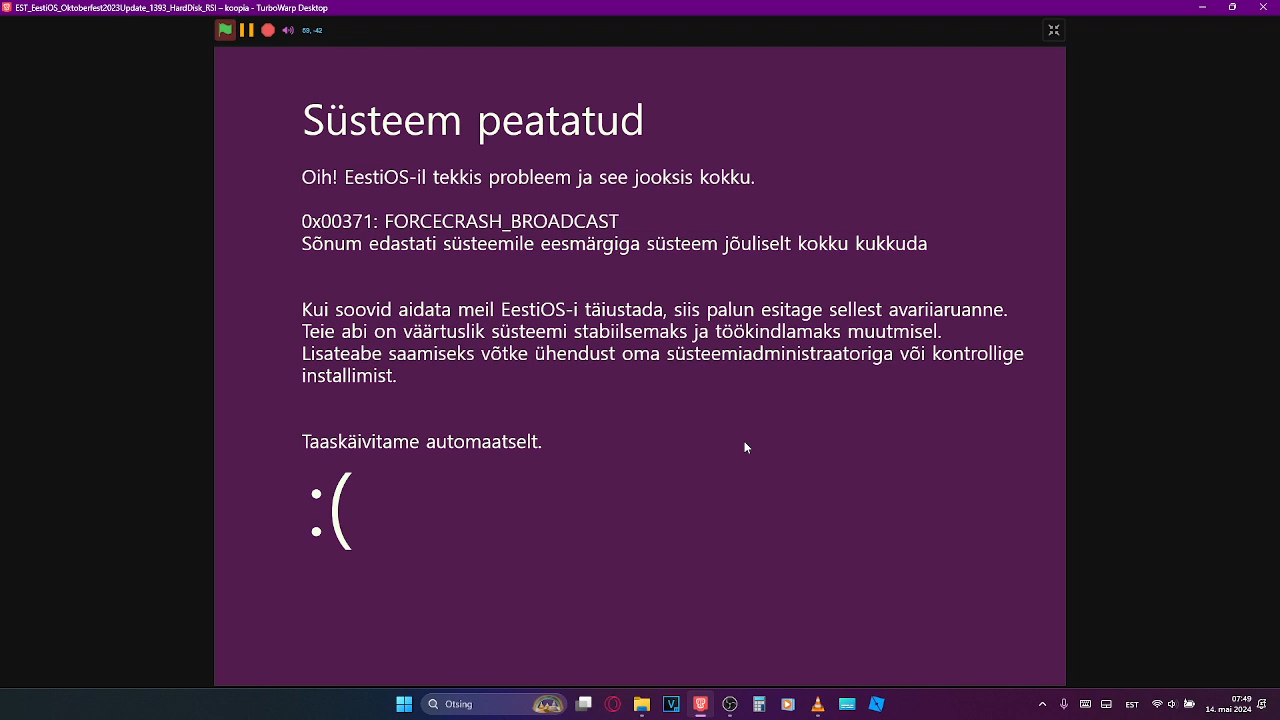 EST_EestiOS_Oktoberfest2023Update_1393_HardDisk_RSI – koopia - TurboWarp Desktop
59, -42
Süsteem peatatud
Oih! EestiOS-il tekkis probleem ja see jooksis kokku.
0x00371: FORCECRASH_BROADCAST
Sõnum edastati süsteemile eesmärgiga süsteem jõuliselt kokku kukkuda
Kui soovid aidata meil EestiOS-i täiustada, siis palun esitage sellest avariiaruanne.
Teie abi on väärtuslik süsteemi stabiilsemaks ja töökindlamaks muutmisel.
Lisateabe saamiseks võtke ühendust oma süsteemiadministraatoriga või kontrollige
installimist.
Taaskäivitame automaatselt.
:(
Otsing
EST
07:49
14. mai 2024